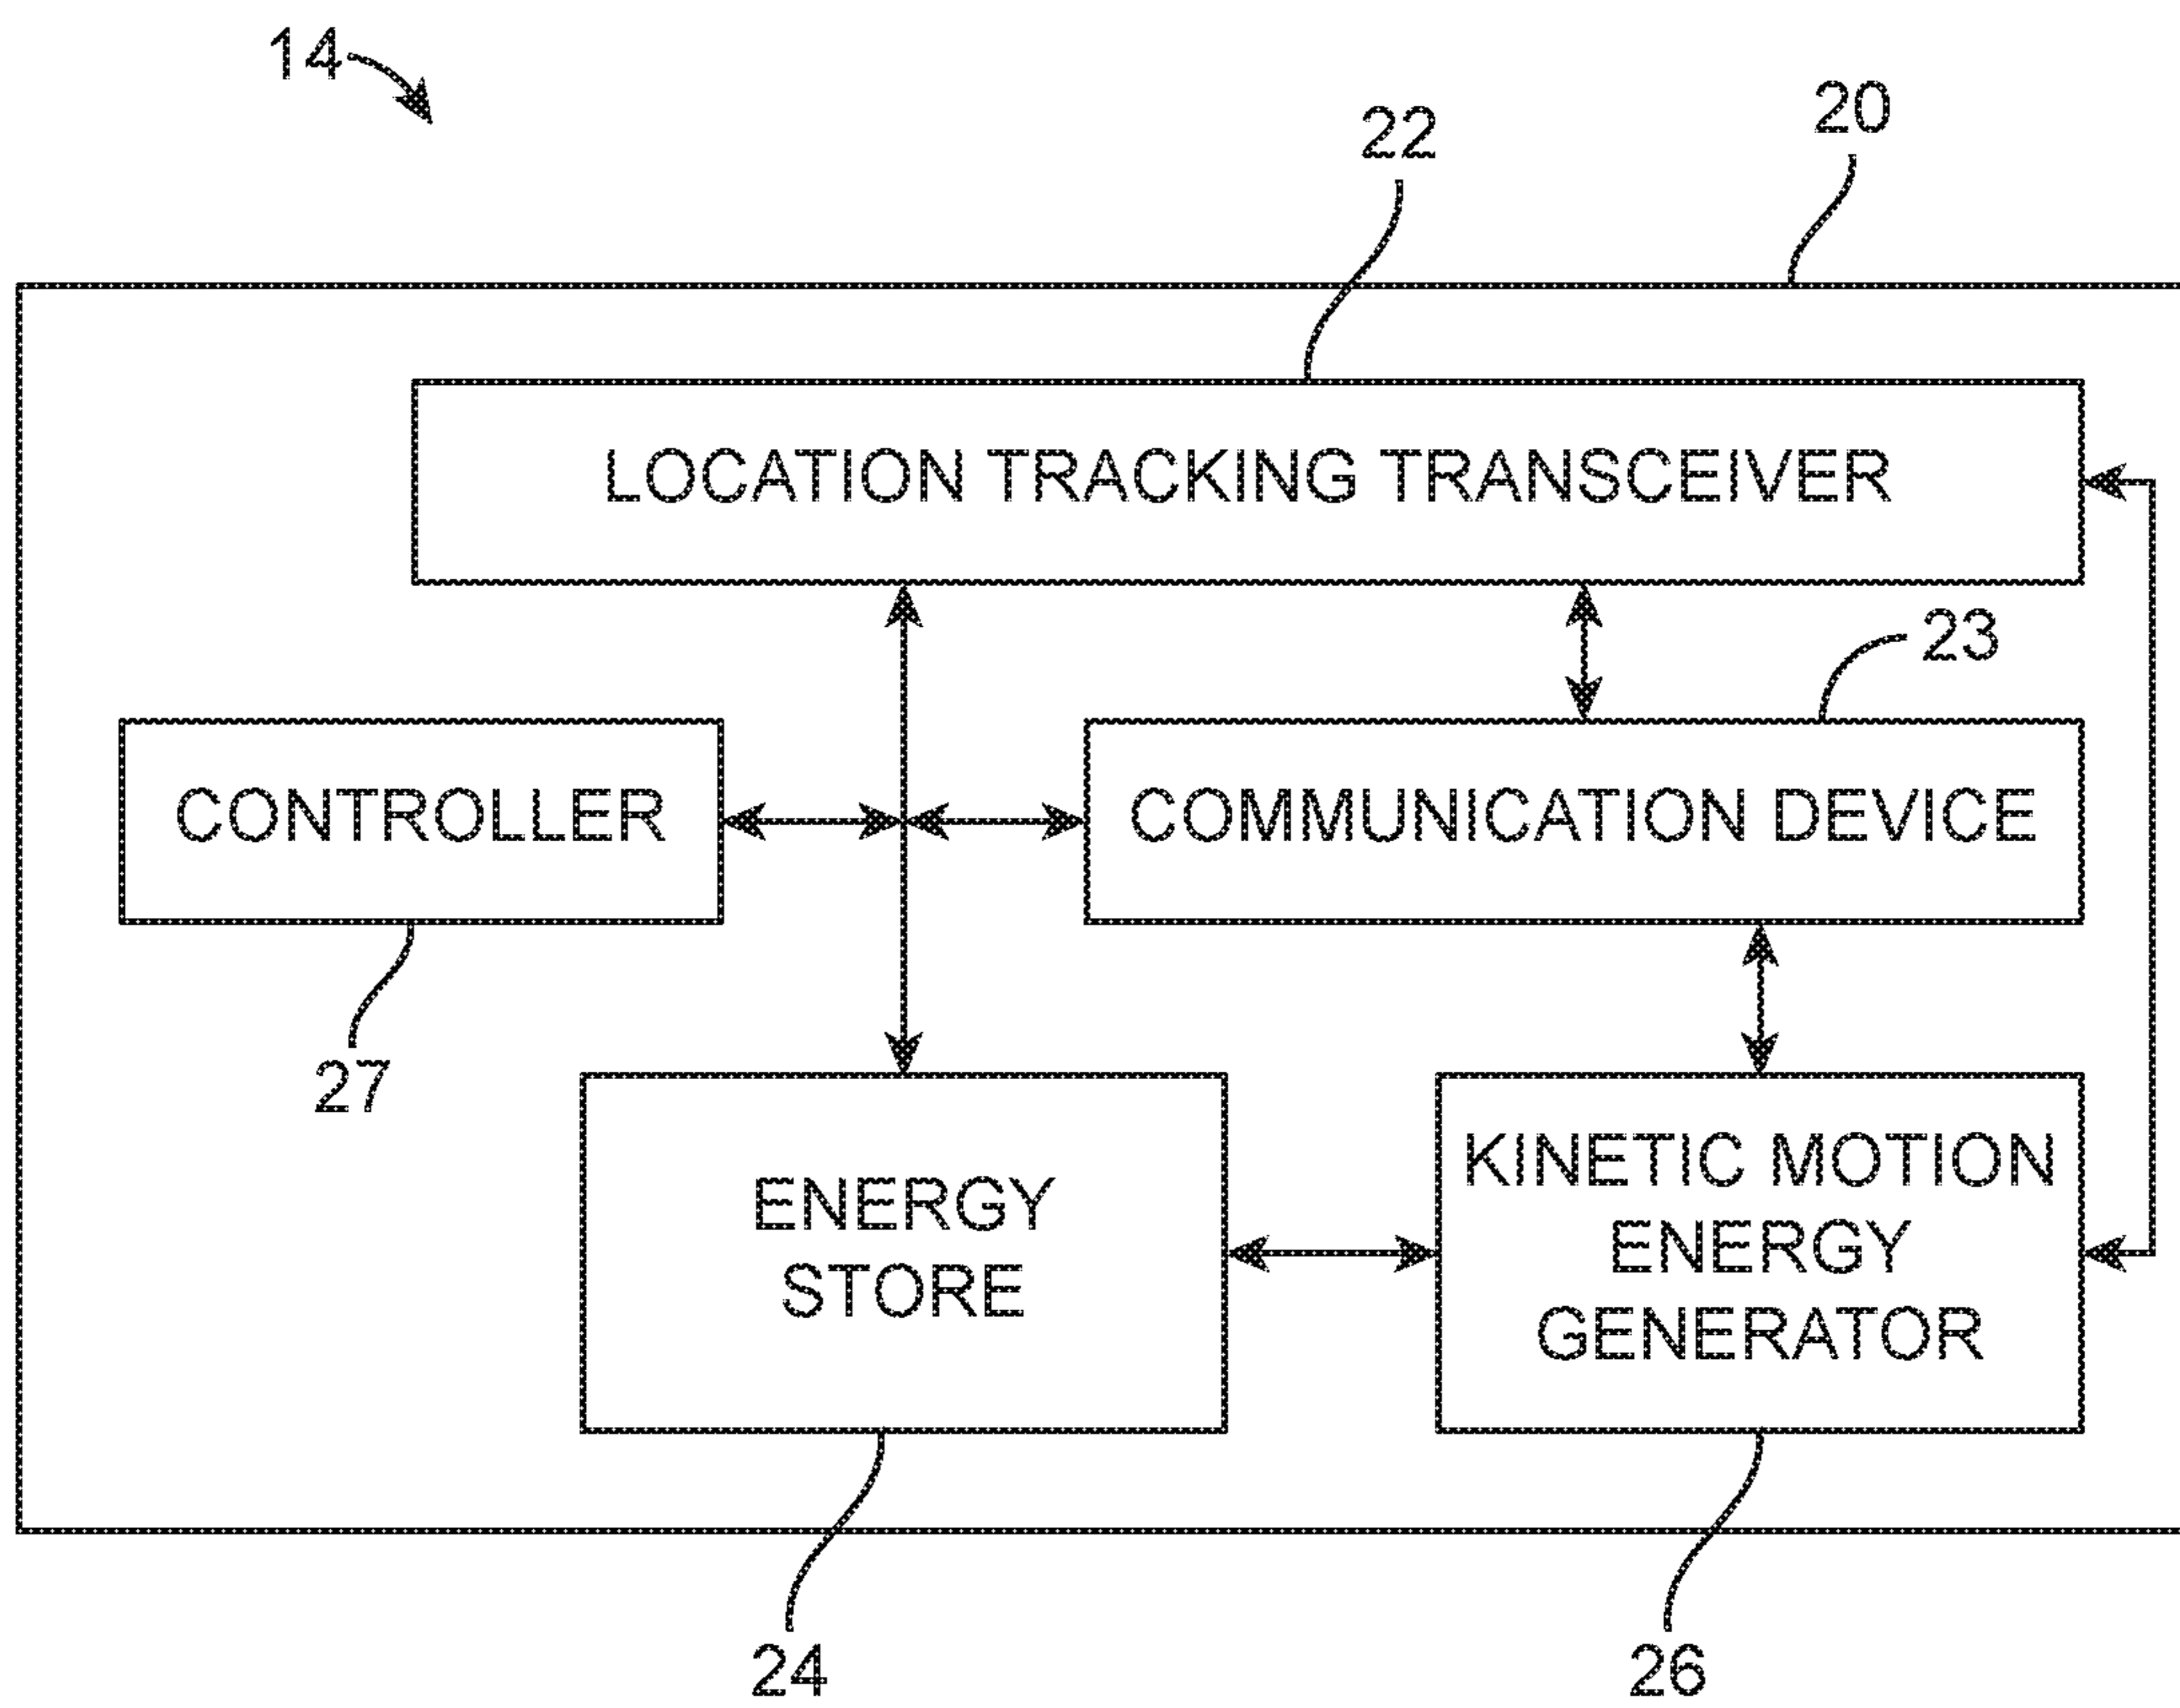 14
20
22
LOCATION TRACKING TRANSCEIVER
23
CONTROLLER
COMMUNICATION DEVICE
27
ENERGY
STORE
KINETIC MOTION
ENERGY
GENERATOR
24
26